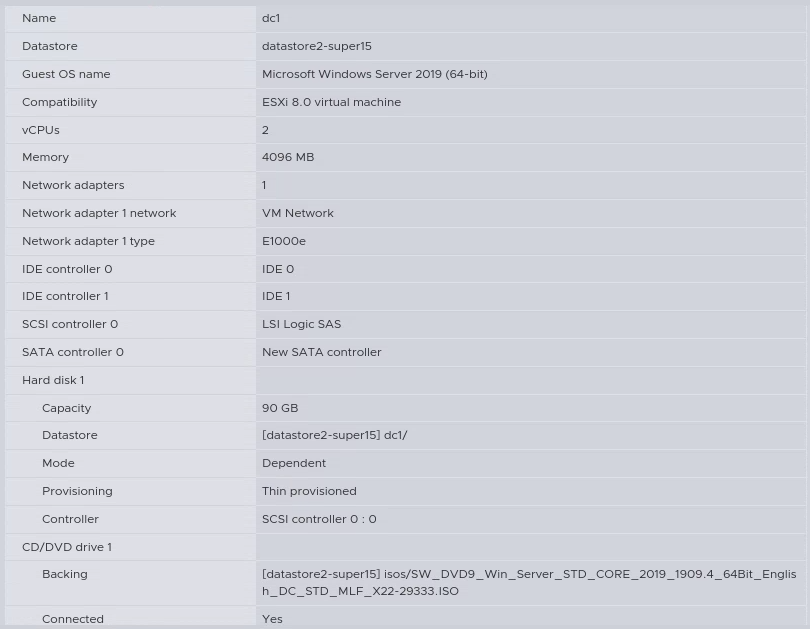 Name dc1
Datastore datastore2-super15
Guest OS name Microsoft Windows Server 2019 (64-bit)
Compatibility ESXi 8.0 virtual machine
vCPUs 2
Memory 4096 MB
Network adapters 1
Network adapter 1 network VM Network
Network adapter 1 type E1000e
IDE controller 0 IDE 0
IDE controller 1 IDE 1
SCSI controller 0 LSI Logic SAS
SATA controller 0 New SATA controller
Hard disk 1
Capacity 90 GB
Datastore [datastore2-super15] dc1/
Mode Dependent
Provisioning Thin provisioned
Controller SCSI controller 0 : 0
CD/DVD drive 1
Backing [datastore2-super15] isos/SW_DVD9_Win_Server_STD_CORE_2019_1909.4_64Bit_Englis
h_DC_STD_MLF_X22-29333.ISO
Connected Yes